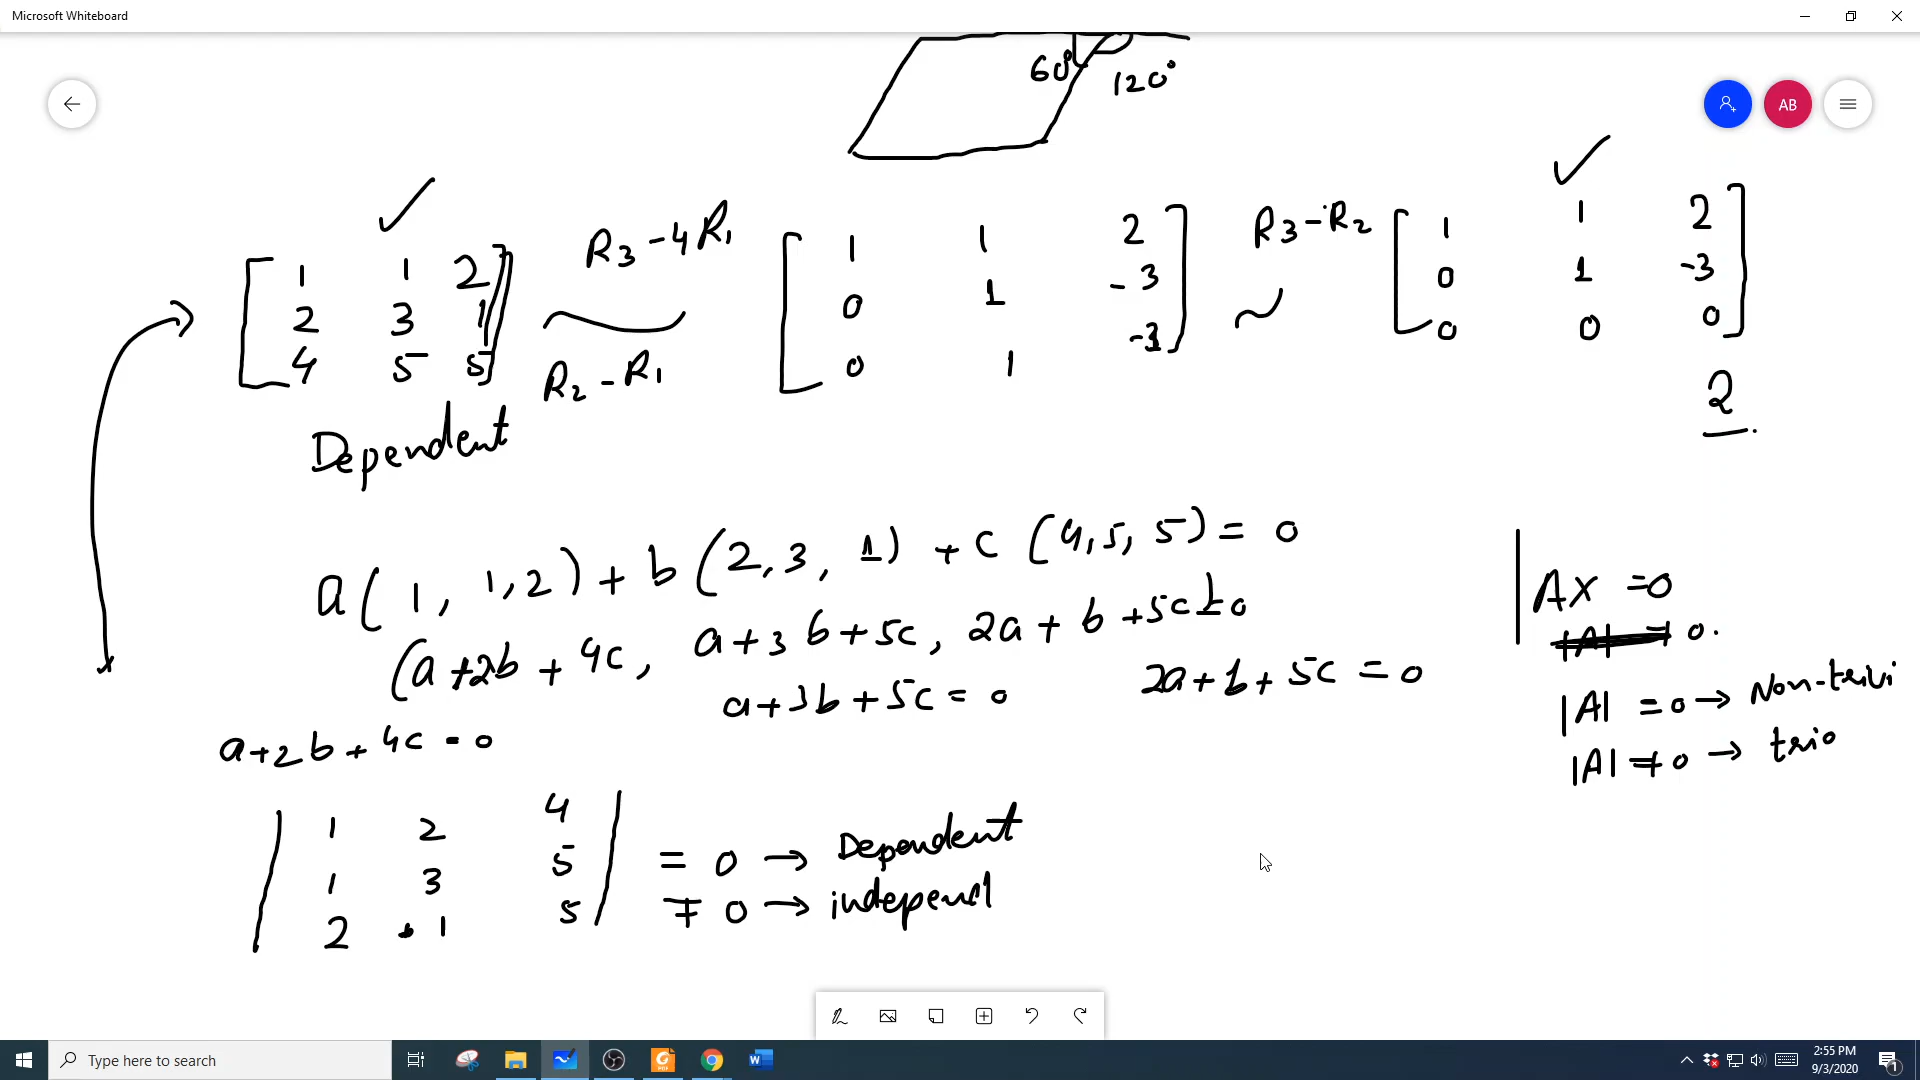 Microsoft Whiteboard
60° 120°
AB
R3 - 4R1
R2 - R1
R3 - R2
1 1 2
2 3 1
4 5 5
1 1 2
0 1 -3
0 1 -3
1 1 2
0 1 -3
0 0 0
2
Dependent
a(1, 1, 2) + b(2, 3, 1) + c(4, 5, 5) = 0
(a+2b + 4c, a+3b+5c, 2a+b+5c) = 0
a+2b+4c = 0
a+3b+5c = 0
2a+b+5c = 0
AX = 0
|A| ≠ 0.
|A| = 0 → Non-trivi
|A| ≠ 0 → trio
1 2 4
1 3 5
2 1 5
= 0 → Dependent
≠ 0 → independ
Type here to search
2:55 PM
9/3/2020
1